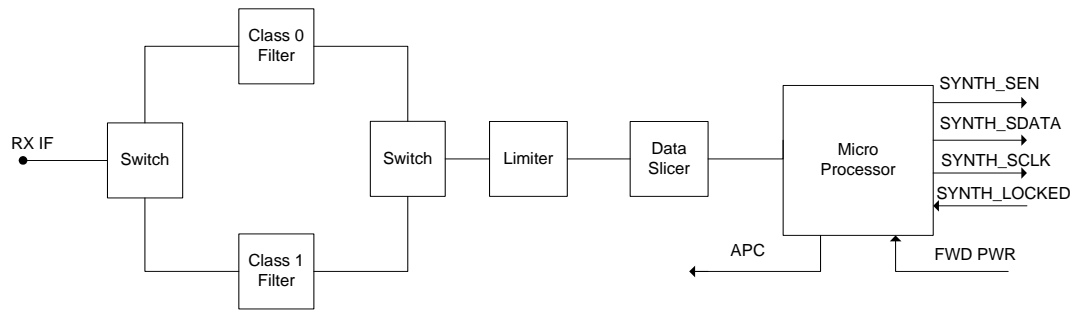 Class 0
Filter
SYNTH_SEN
SYNTH_SDATA
RX IF
Switch
Switch
Limiter
Data
Slicer
Micro
Processor
SYNTH_SCLK
SYNTH_LOCKED
Class 1
Filter
APC
FWD PWR